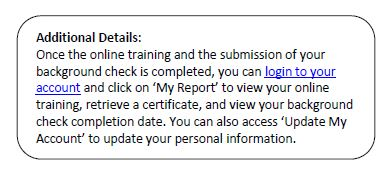 Additional Details:
Once the online training and the submission of your
background check is completed, you can login to your
account and click on ‘My Report’ to view your online
training, retrieve a certificate, and view your background
check completion date. You can also access ‘Update My
Account’ to update your personal information.